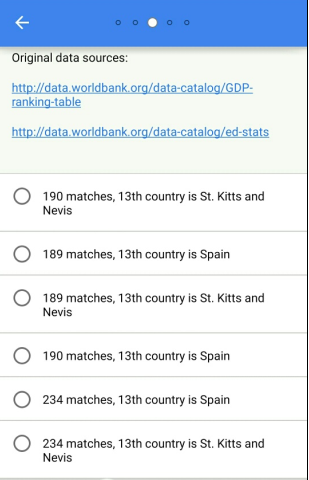 Original data sources:
http://data.worldbank.org/data-catalog/GDP-
ranking-table
http://data.worldbank.org/data-catalog/ed-stats
190 matches, 13th country is St. Kitts and
Nevis
189 matches, 13th country is Spain
189 matches, 13th country is St. Kitts and
Nevis
190 matches, 13th country is Spain
234 matches, 13th country is Spain
234 matches, 13th country is St. Kitts and
Nevis